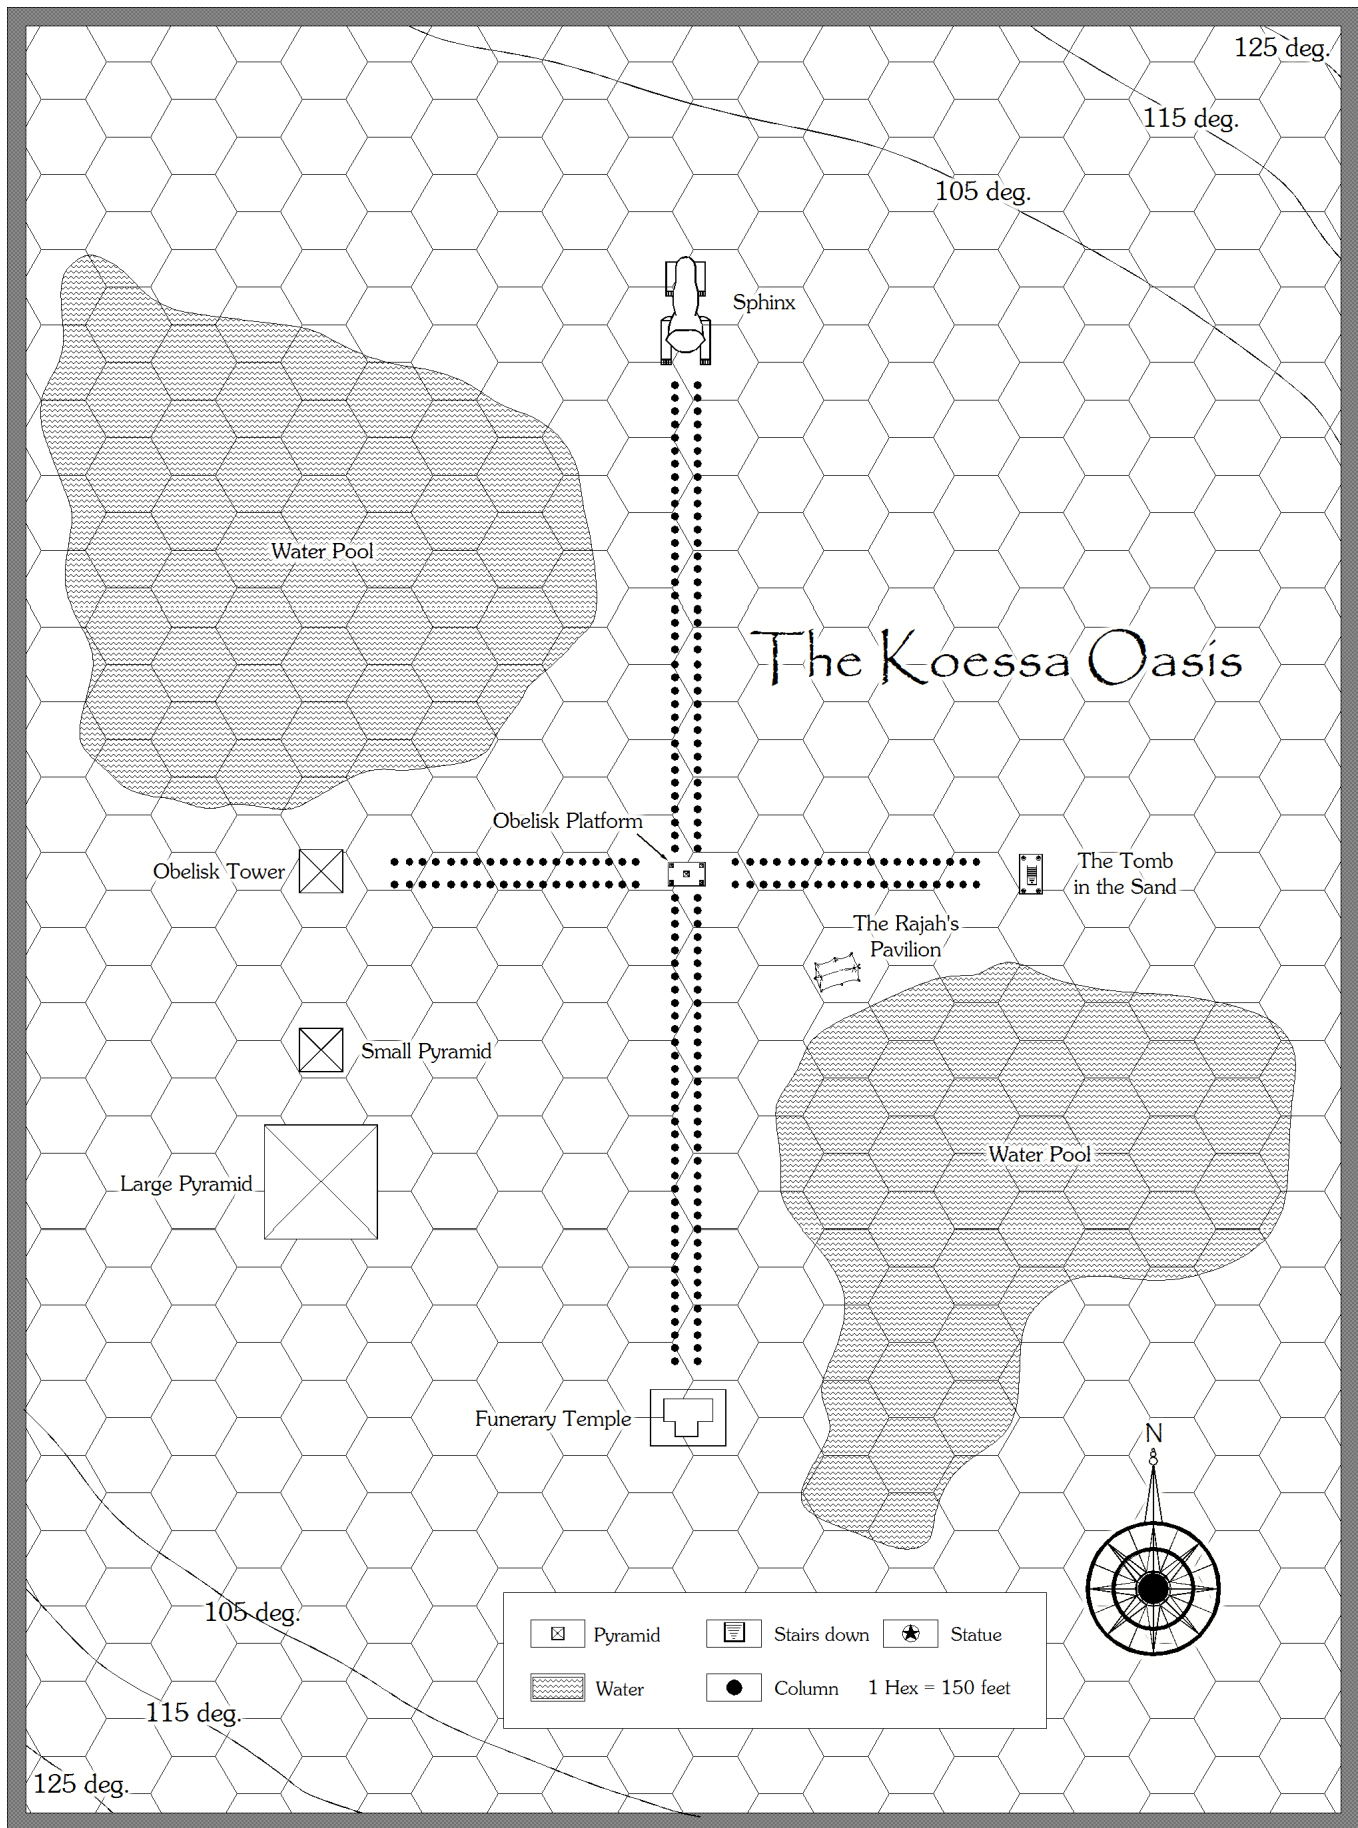 125 deg.
115 deg.
105 deg.
Sphinx
Water Pool
The Koessa Oasis
Obelisk Platform
Obelisk Tower
The Tomb
in the Sand
The Rajah's
Pavilion
Small Pyramid
Water Pool
Large Pyramid
Funerary Temple
N
105 deg.
115 deg.
125 deg.
Pyramid
Stairs down
Statue
Water
Column
1 Hex = 150 feet